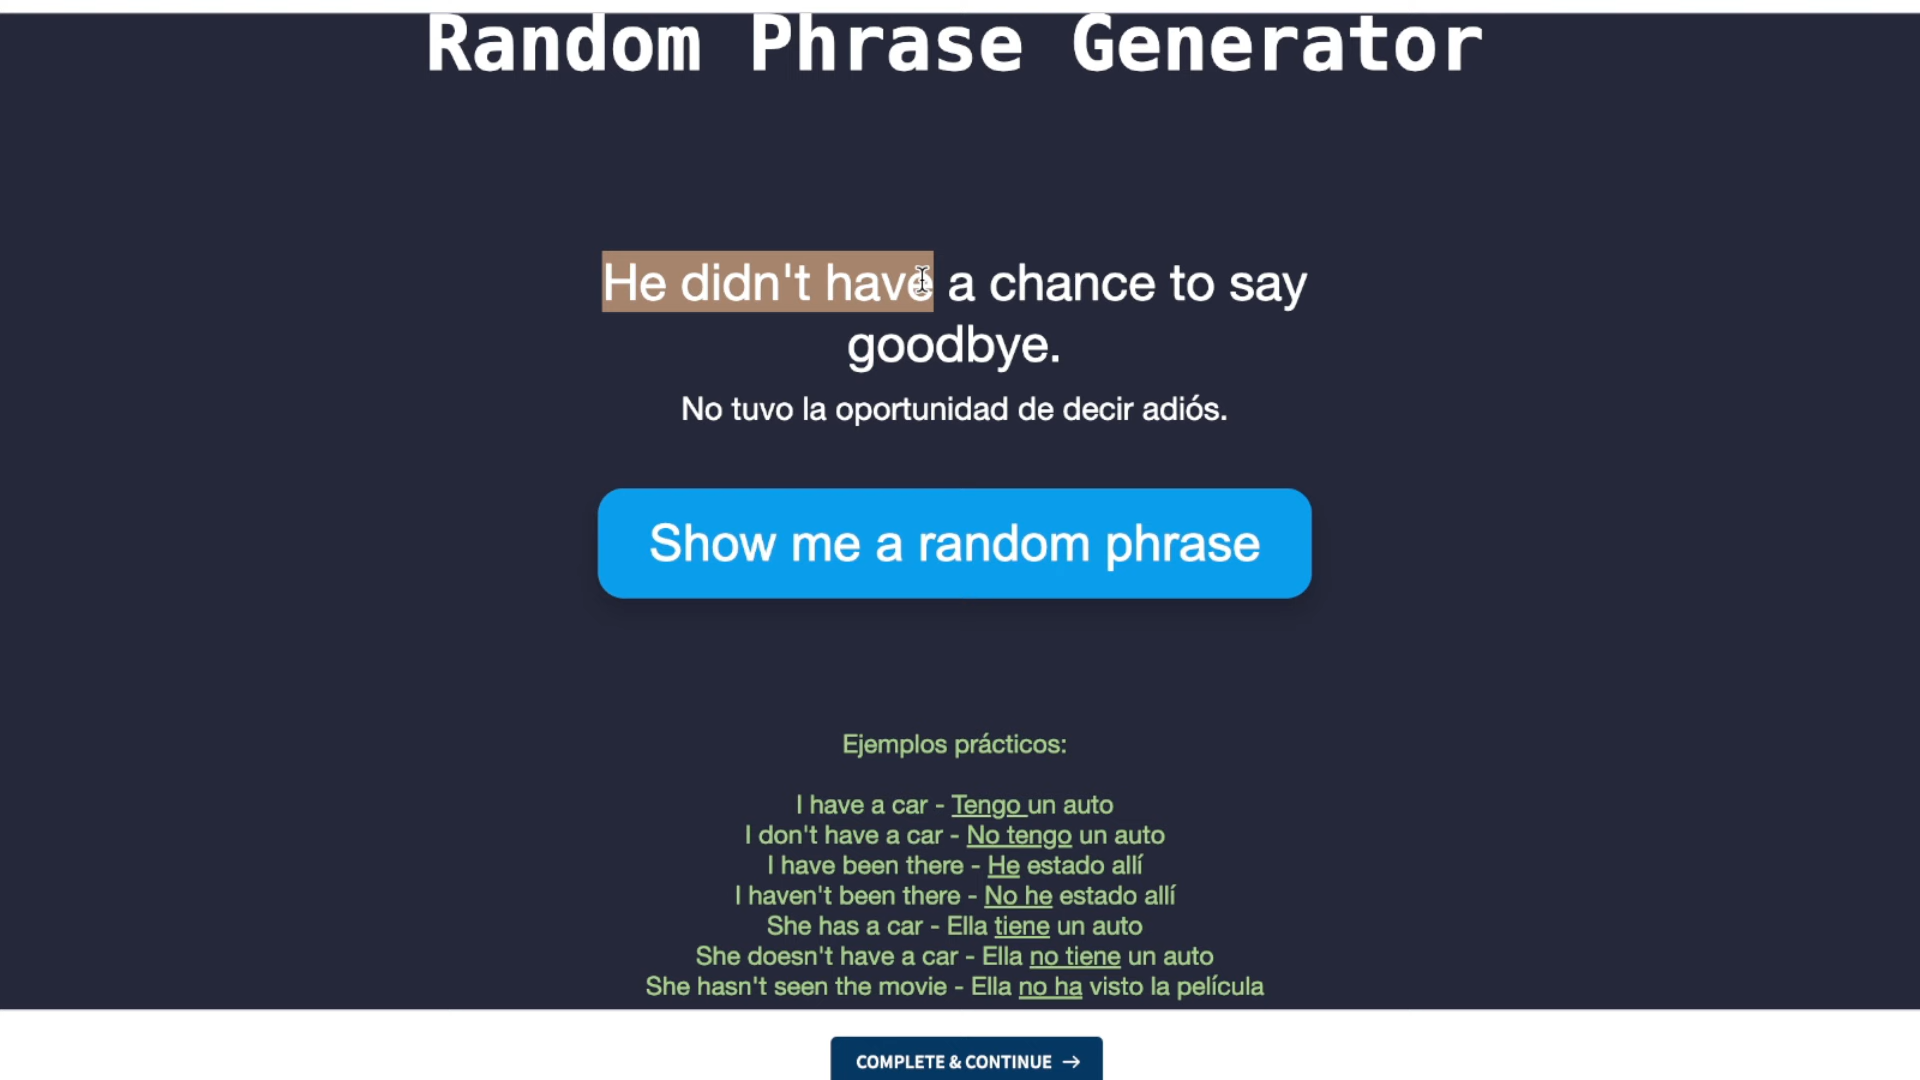 Random Phrase Generator
He didn't have a chance to say
goodbye.
No tuvo la oportunidad de decir adiós.
Show me a random phrase
Ejemplos prácticos:
I have a car - Tengo un auto
I don't have a car - No tengo un auto
I have been there - He estado allí
I haven't been there - No he estado allí
She has a car - Ella tiene un auto
She doesn't have a car - Ella no tiene un auto
She hasn't seen the movie - Ella no ha visto la película
COMPLETE & CONTINUE →